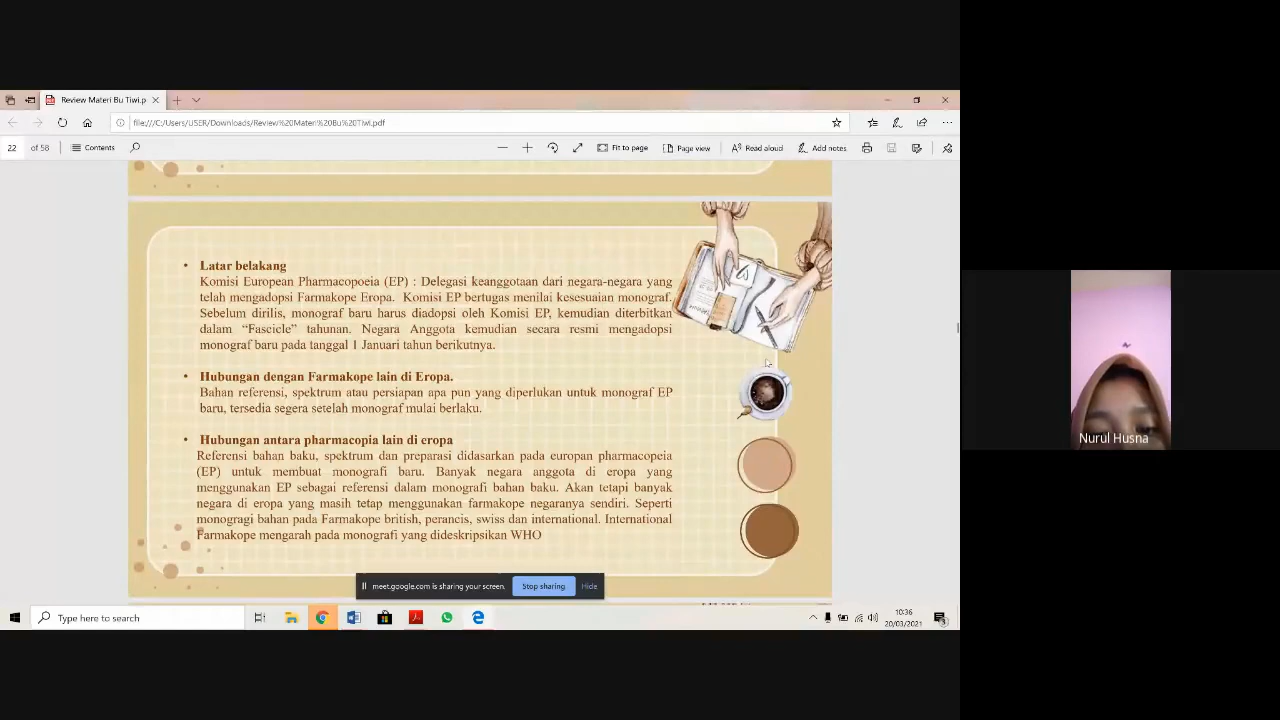 Review Materi Bu Tiwi.p
file:///C:/Users/USER/Downloads/Review%20Materi%20Bu%20Tiwi.pdf
22 of 58 Contents Fit to page Page view Read aloud Add notes
• Latar belakang
Komisi European Pharmacopoeia (EP) : Delegasi keanggotaan dari negara-negara yang
telah mengadopsi Farmakope Eropa. Komisi EP bertugas menilai kesesuaian monograf.
Sebelum dirilis, monograf baru harus diadopsi oleh Komisi EP, kemudian diterbitkan
dalam “Fascicle” tahunan. Negara Anggota kemudian secara resmi mengadopsi
monograf baru pada tanggal 1 Januari tahun berikutnya.
• Hubungan dengan Farmakope lain di Eropa.
Bahan referensi, spektrum atau persiapan apa pun yang diperlukan untuk monograf EP
baru, tersedia segera setelah monograf mulai berlaku.
• Hubungan antara pharmacopia lain di eropa
Referensi bahan baku, spektrum dan preparasi didasarkan pada europan pharmacopeia
(EP) untuk membuat monografi baru. Banyak negara anggota di eropa yang
menggunakan EP sebagai referensi dalam monografi bahan baku. Akan tetapi banyak
negara di eropa yang masih tetap menggunakan farmakope negaranya sendiri. Seperti
monogragi bahan pada Farmakope british, perancis, swiss dan international. International
Farmakope mengarah pada monografi yang dideskripsikan WHO
Nurul Husna
meet.google.com is sharing your screen. Stop sharing Hide
Type here to search
10:36
20/03/2021